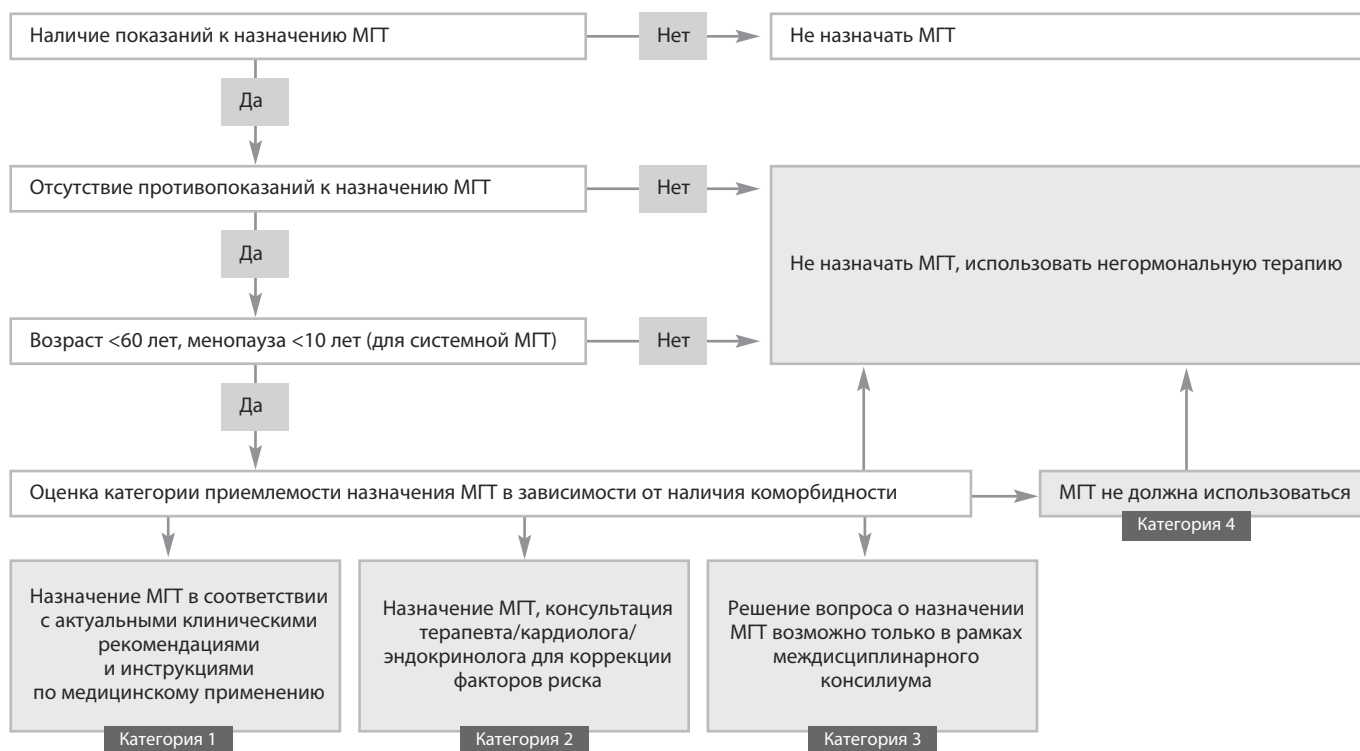 Наличие показаний к назначению МГТ
Нет
Не назначать МГТ
Да
Отсутствие противопоказаний к назначению МГТ
Нет
Не назначать МГТ, использовать негормональную терапию
Да
Возраст <60 лет, менопауза <10 лет (для системной МГТ)
Нет
Да
Оценка категории приемлемости назначения МГТ в зависимости от наличия коморбидности
МГТ не должна использоваться
Категория 4
Назначение МГТ в соответствии
с актуальными клиническими
рекомендациями
и инструкциями
по медицинскому применению
Категория 1
Назначение МГТ, консультация
терапевта/кардиолога/
эндокринолога для коррекции
факторов риска
Категория 2
Решение вопроса о назначении
МГТ возможно только в рамках
междисциплинарного
консилиума
Категория 3